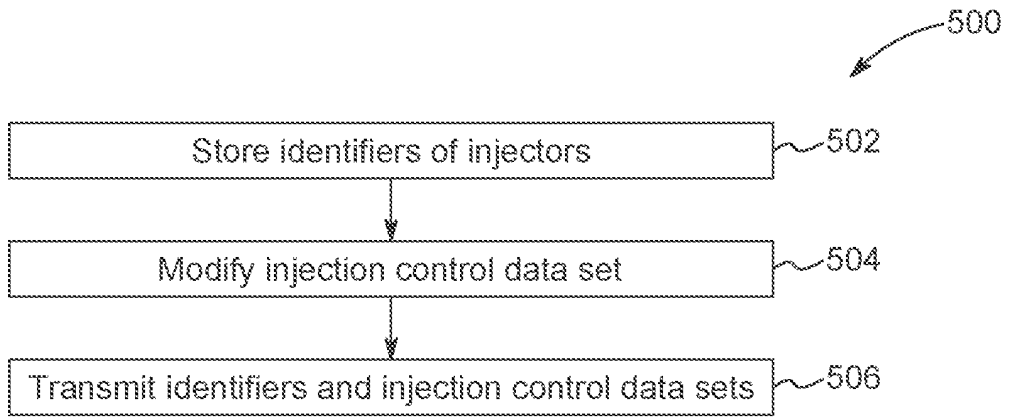 500
Store identifiers of injectors
502
Modify injection control data set
504
Transmit identifiers and injection control data sets
506